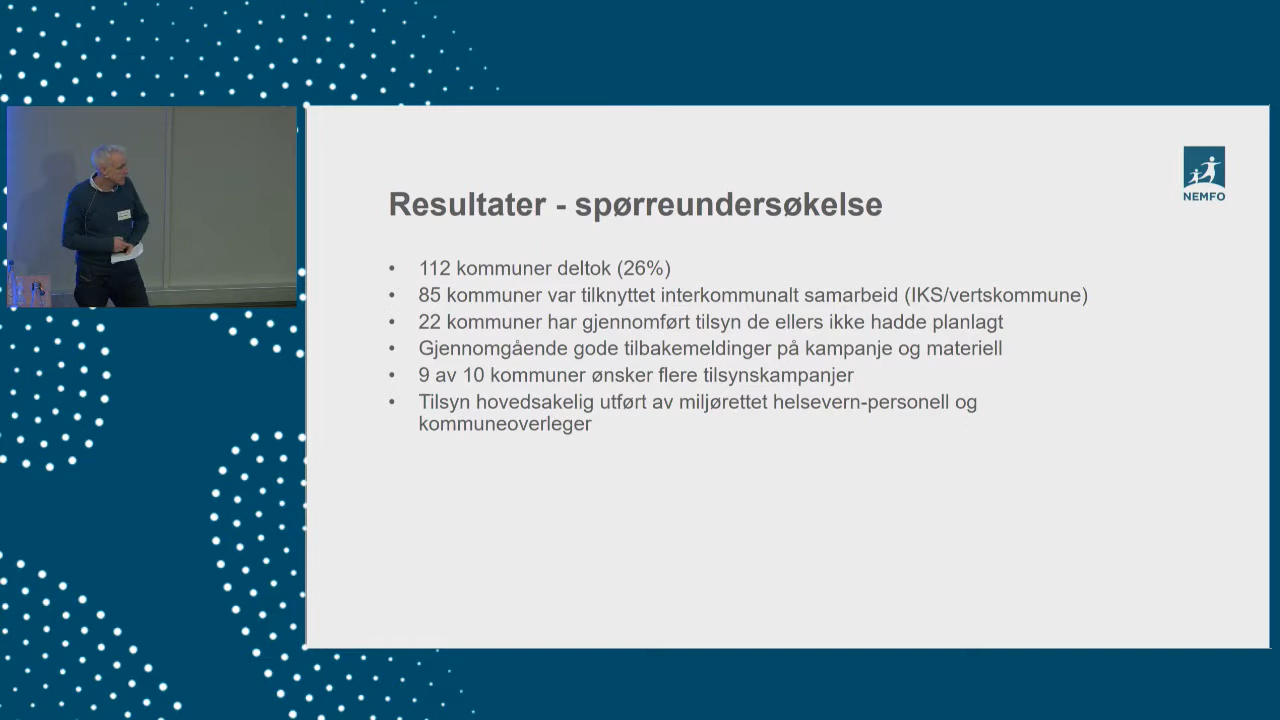 NEMFO
Resultater - spørreundersøkelse
• 112 kommuner deltok (26%)
• 85 kommuner var tilknyttet interkommunalt samarbeid (IKS/vertskommune)
• 22 kommuner har gjennomført tilsyn de ellers ikke hadde planlagt
• Gjennomgående gode tilbakemeldinger på kampanje og materiell
• 9 av 10 kommuner ønsker flere tilsynskampanjer
• Tilsyn hovedsakelig utført av miljørettet helsevern-personell og
kommuneoverleger